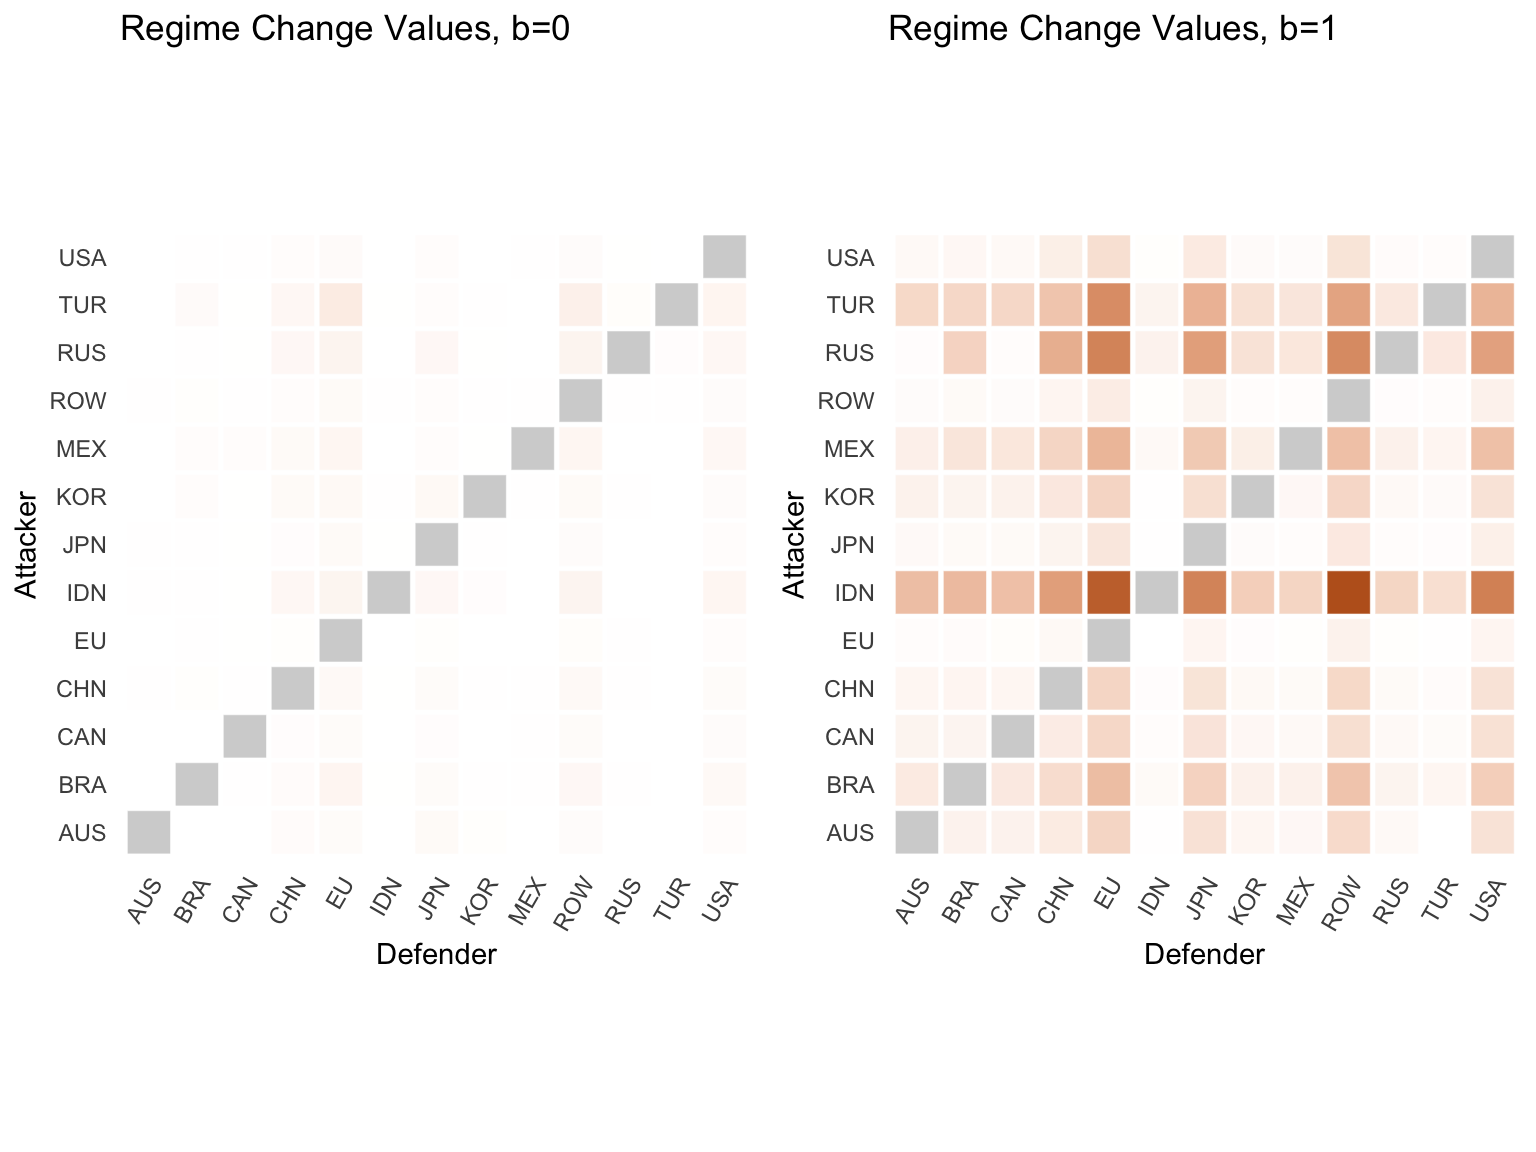 Regime Change Values, b=0
USA
TUR
RUS
ROW
MEX
KOR
JPN
IDN
EU
CHN
CAN
BRA
AUS
Attacker
AUS
BRA
CAN
CHN
EU
IDN
JPN
KOR
MEX
ROW
RUS
TUR
USA
Defender
Regime Change Values, b=1
USA
TUR
RUS
ROW
MEX
KOR
JPN
IDN
EU
CHN
CAN
BRA
AUS
Attacker
AUS
BRA
CAN
CHN
EU
IDN
JPN
KOR
MEX
ROW
RUS
TUR
USA
Defender